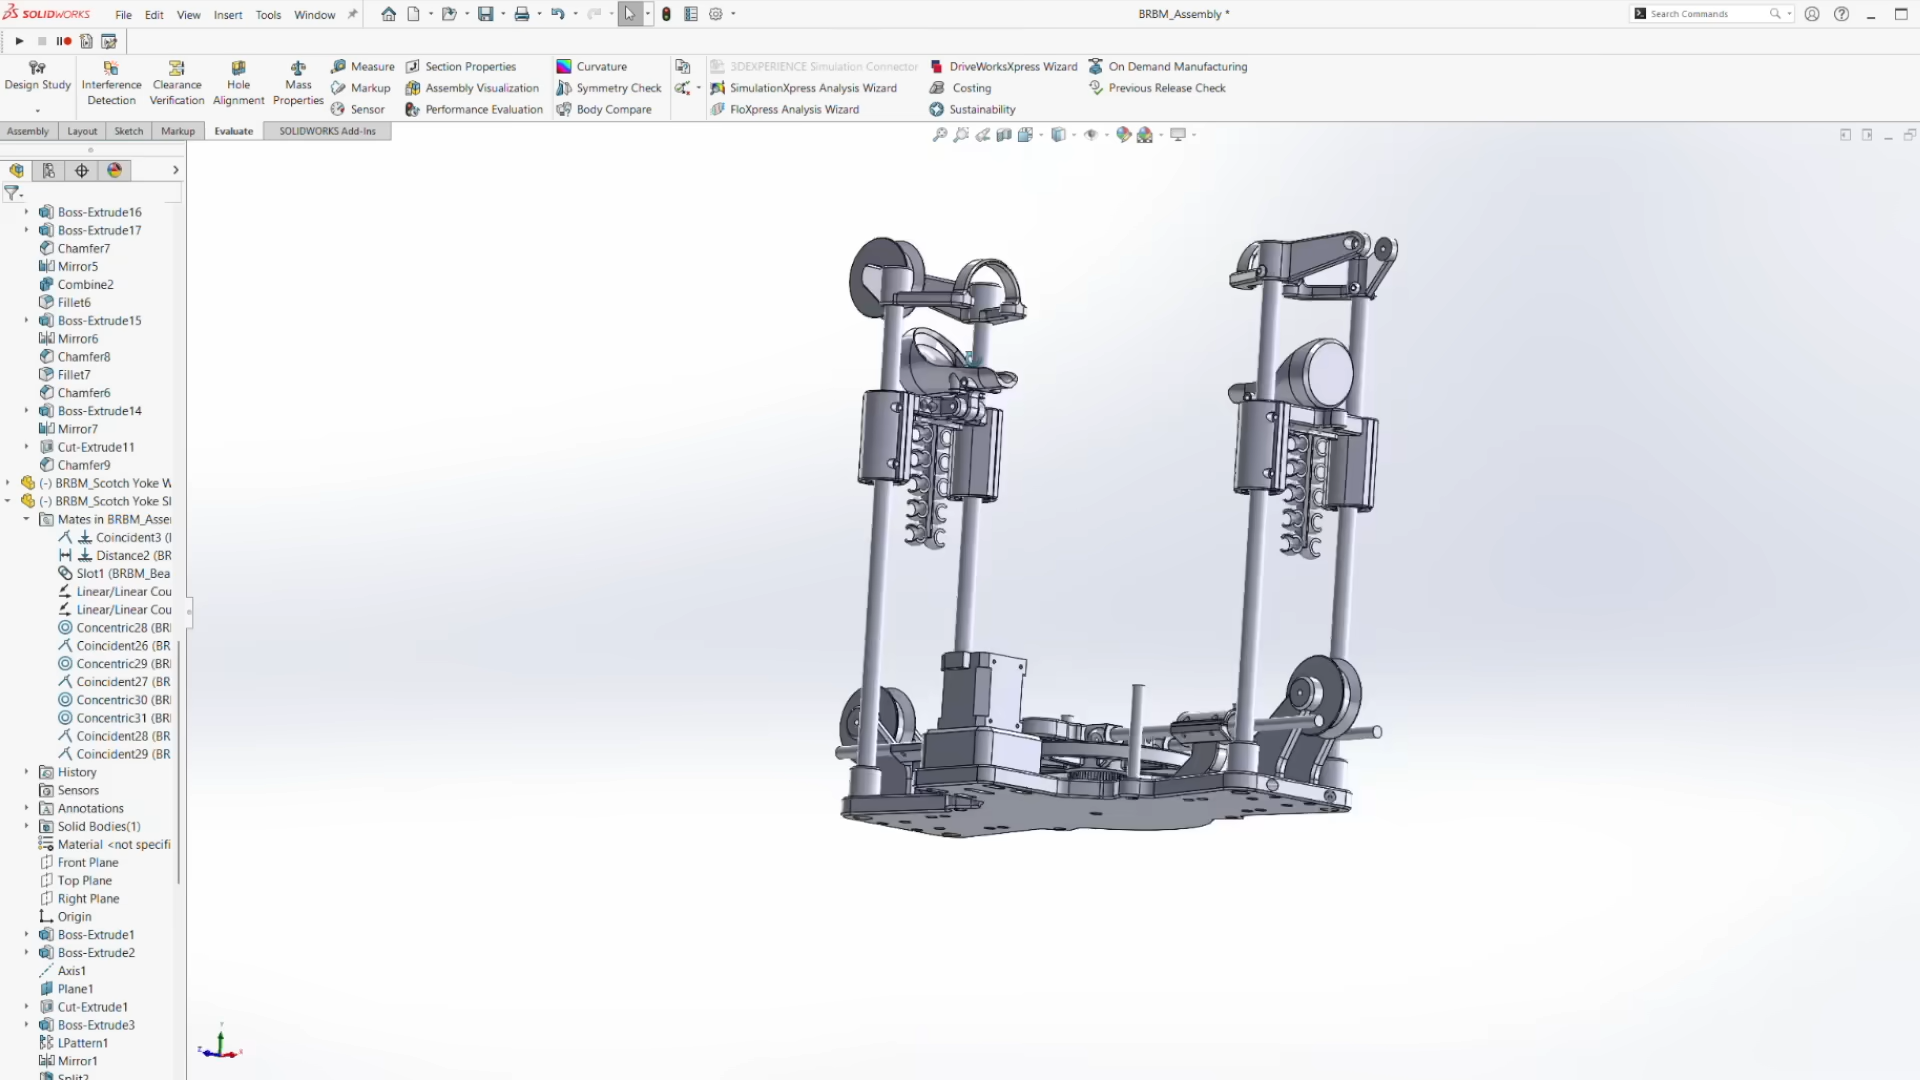 SOLIDWORKS File Edit View Insert Tools Window BRBM_Assembly * Search Commands
Design Study Interference Detection Clearance Verification Hole Alignment Mass Properties
Measure Section Properties Curvature 3DEXPERIENCE Simulation Connector DriveWorksXpress Wizard On Demand Manufacturing
Markup Assembly Visualization Symmetry Check SimulationXpress Analysis Wizard Costing Previous Release Check
Sensor Performance Evaluation Body Compare FloXpress Analysis Wizard Sustainability
Assembly Layout Sketch Markup Evaluate SOLIDWORKS Add-Ins
Boss-Extrude16
Boss-Extrude17
Chamfer7
Mirror5
Combine2
Fillet6
Boss-Extrude15
Mirror6
Chamfer8
Fillet7
Chamfer6
Boss-Extrude14
Mirror7
Cut-Extrude11
Chamfer9
(-) BRBM_Scotch Yoke W
(-) BRBM_Scotch Yoke Sl
Mates in BRBM_Asse
Coincident3 (
Distance2 (BR
Slot1 (BRBM_Bea
Linear/Linear Cou
Linear/Linear Cou
Concentric28 (BR
Coincident26 (BR
Concentric29 (BR
Coincident27 (BR
Concentric30 (BR
Concentric31 (BR
Coincident28 (BR
Coincident29 (BR
History
Sensors
Annotations
Solid Bodies(1)
Material <not specifi
Front Plane
Top Plane
Right Plane
Origin
Boss-Extrude1
Boss-Extrude2
Axis1
Plane1
Cut-Extrude1
Boss-Extrude3
LPattern1
Mirror1
Split2